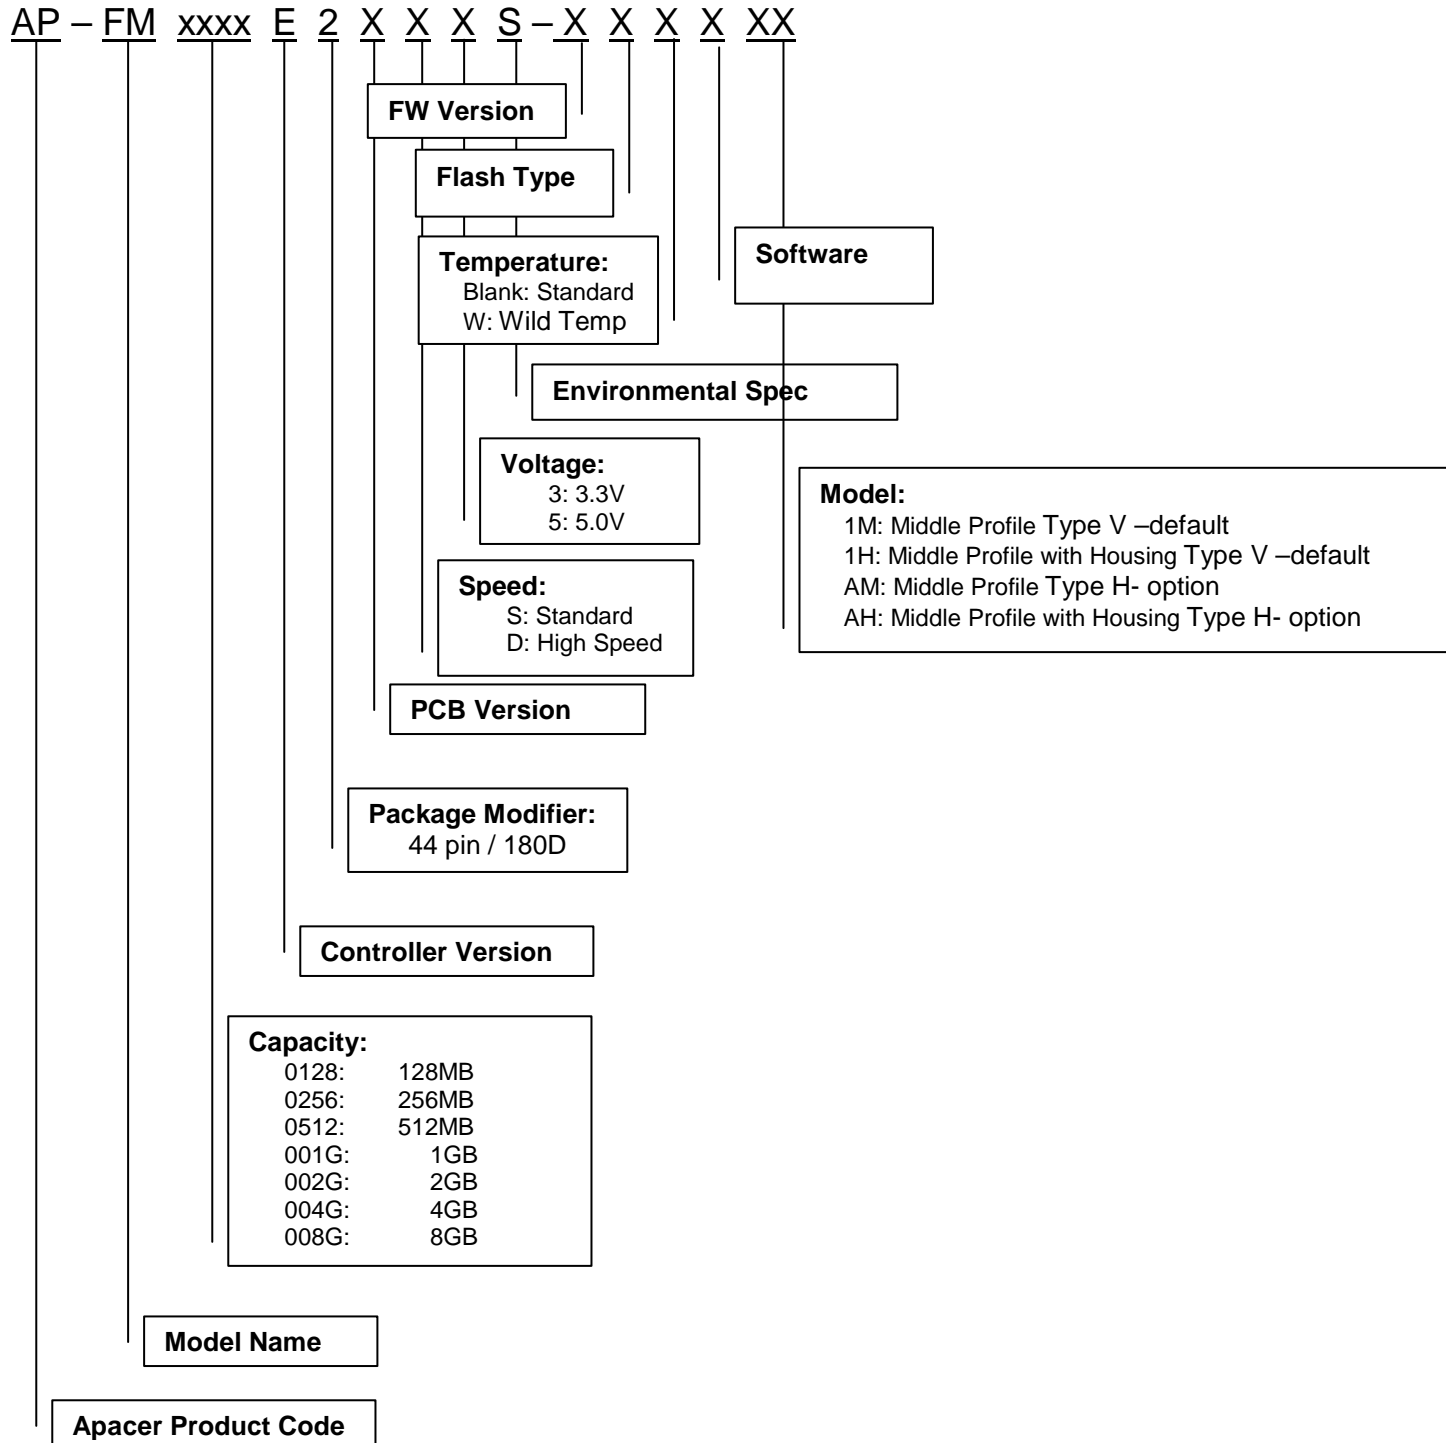 AP – FM xxxx E 2 X X X S – X X X X XX
FW Version
Flash Type
Temperature:
Blank: Standard
W: Wild Temp
Software
Environmental Spec
Voltage:
3: 3.3V
5: 5.0V
Model:
1M: Middle Profile Type V –default
1H: Middle Profile with Housing Type V –default
AM: Middle Profile Type H- option
AH: Middle Profile with Housing Type H- option
Speed:
S: Standard
D: High Speed
PCB Version
Package Modifier:
44 pin / 180D
Controller Version
Capacity:
0128: 128MB
0256: 256MB
0512: 512MB
001G: 1GB
002G: 2GB
004G: 4GB
008G: 8GB
Model Name
Apacer Product Code